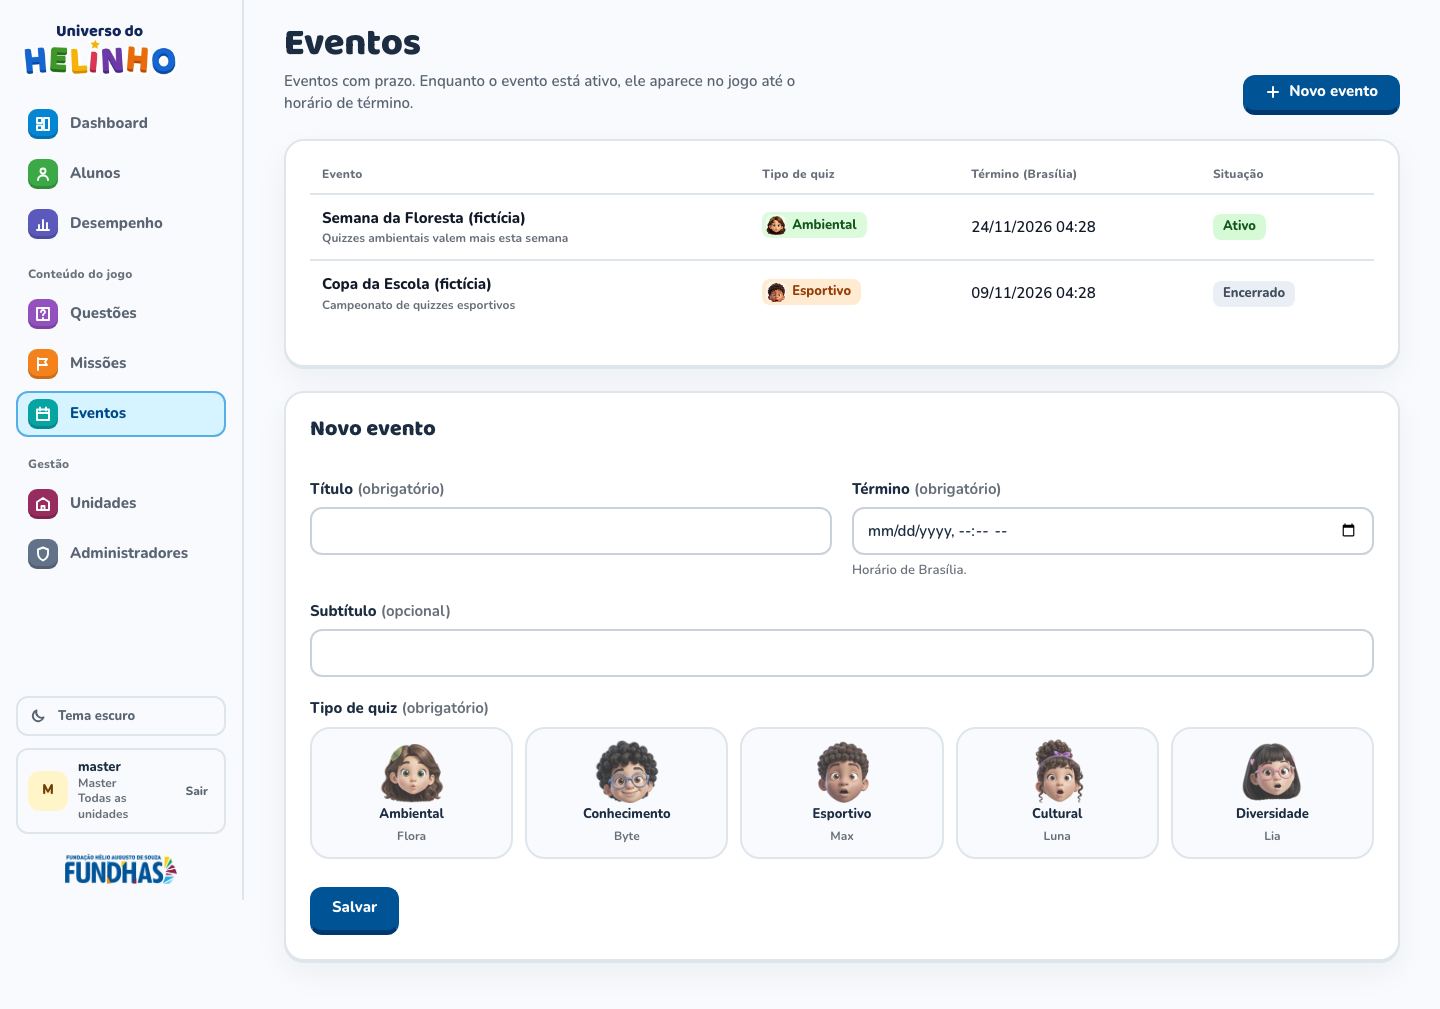 Universo do
HELINHO
Dashboard
Alunos
Desempenho
Conteúdo do jogo
Questões
Missões
Eventos
Gestão
Unidades
Administradores
Tema escuro
M
master
Master
Todas as
unidades
Sair
FUNDAÇÃO HÉLIO AUGUSTO DE SOUZA
FUNDHAS
Eventos
Eventos com prazo. Enquanto o evento está ativo, ele aparece no jogo até o
horário de término.
Novo evento
Evento Tipo de quiz Término (Brasília) Situação
Semana da Floresta (fictícia)
Quizzes ambientais valem mais esta semana
Ambiental
24/11/2026 04:28
Ativo
Copa da Escola (fictícia)
Campeonato de quizzes esportivos
Esportivo
09/11/2026 04:28
Encerrado
Novo evento
Título (obrigatório)
Término (obrigatório)
mm/dd/yyyy, --:-- --
Horário de Brasília.
Subtítulo (opcional)
Tipo de quiz (obrigatório)
Ambiental
Flora
Conhecimento
Byte
Esportivo
Max
Cultural
Luna
Diversidade
Lia
Salvar